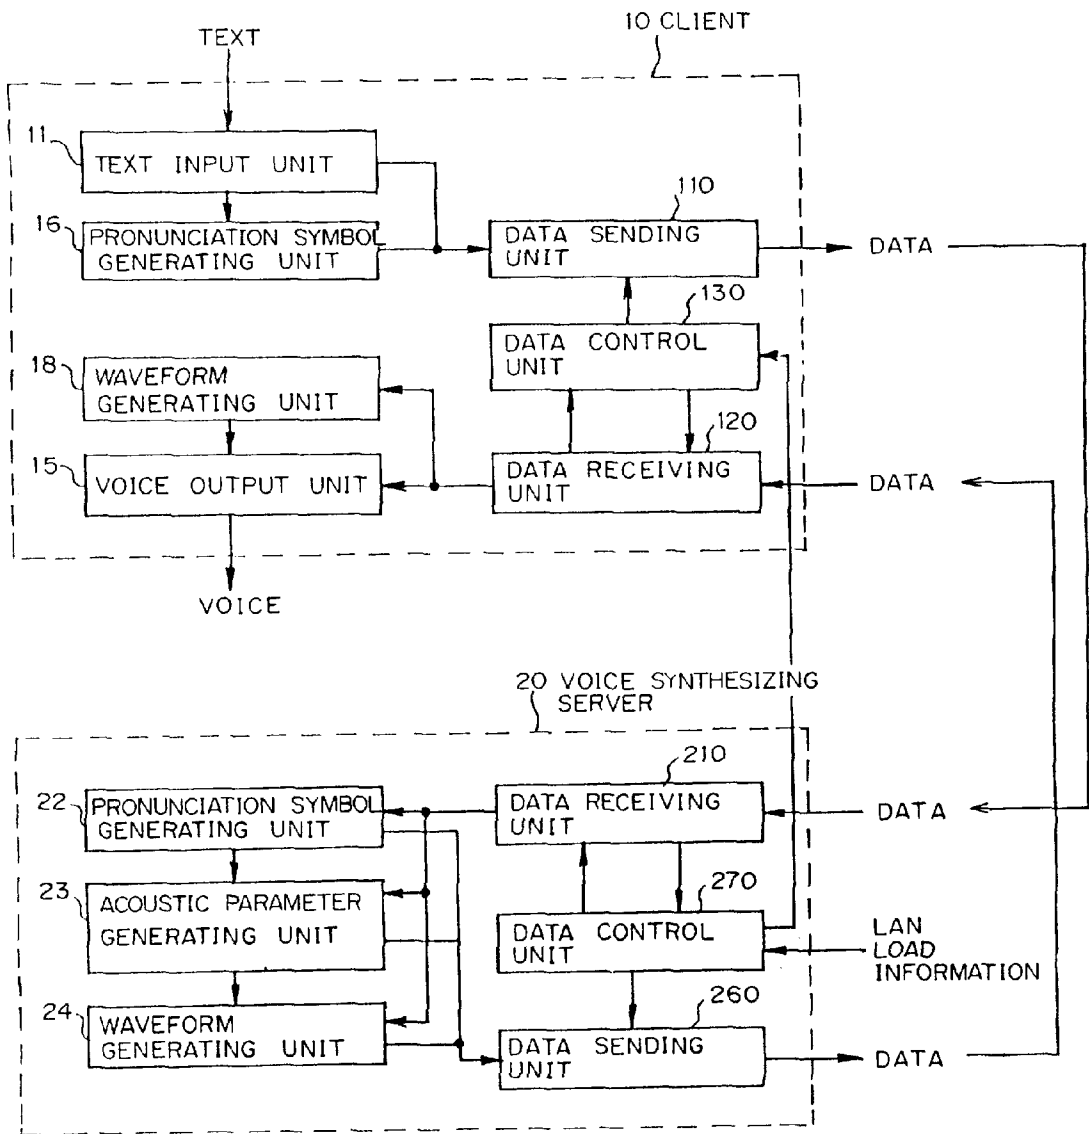 10 CLIENT
TEXT
11
TEXT INPUT UNIT
16
PRONUNCIATION SYMBOL
GENERATING UNIT
110
DATA SENDING
UNIT
DATA
130
DATA CONTROL
UNIT
18
WAVEFORM
GENERATING UNIT
120
DATA RECEIVING
UNIT
DATA
15
VOICE OUTPUT UNIT
VOICE
20 VOICE SYNTHESIZING
SERVER
210
DATA RECEIVING
UNIT
DATA
22
PRONUNCIATION SYMBOL
GENERATING UNIT
23
ACOUSTIC PARAMETER
GENERATING UNIT
270
DATA CONTROL
UNIT
LAN
LOAD
INFORMATION
24
WAVEFORM
GENERATING UNIT
260
DATA SENDING
UNIT
DATA